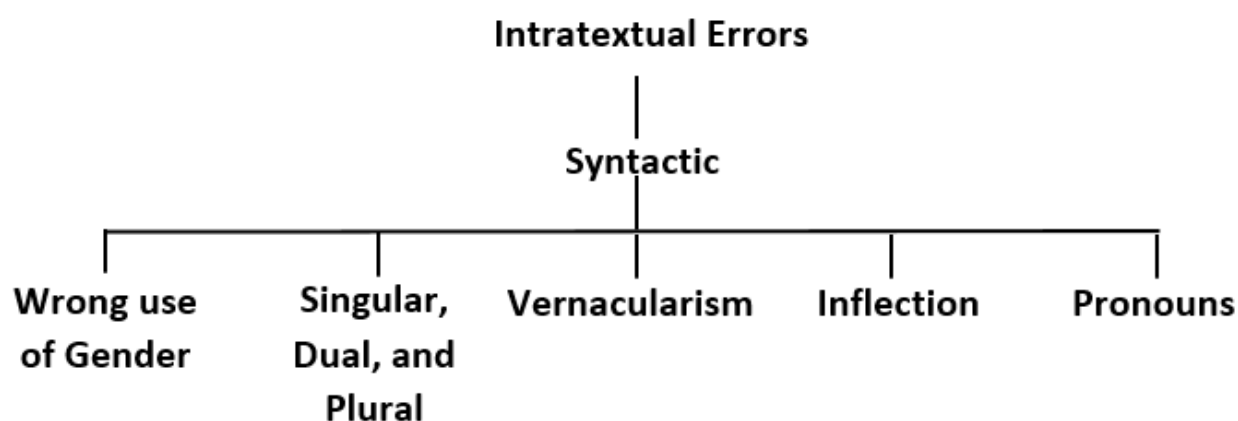 Intratextual Errors
Syntactic
Wrong use
of Gender
Singular,
Dual, and
Plural
Vernacularism
Inflection
Pronouns